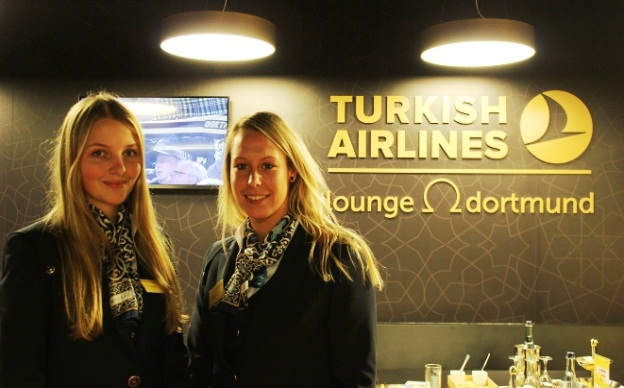 TURKISH
AIRLINES
lounge Ω dortmund